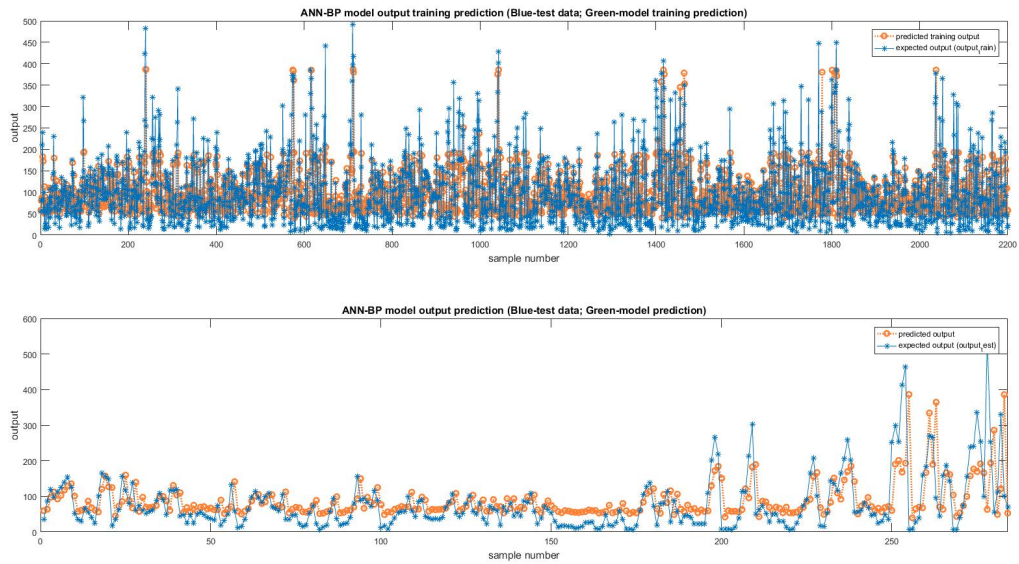 ANN-BP model output training prediction (Blue-test data; Green-model training prediction)
predicted training output
expected output (output_train)
500
450
400
350
300
250
200
150
100
50
0
output
0 200 400 600 800 1000 1200 1400 1600 1800 2000 2200
sample number
ANN-BP model output prediction (Blue-test data; Green-model prediction)
predicted output
expected output (output_test)
600
500
400
300
200
100
0
output
0 50 100 150 200 250
sample number